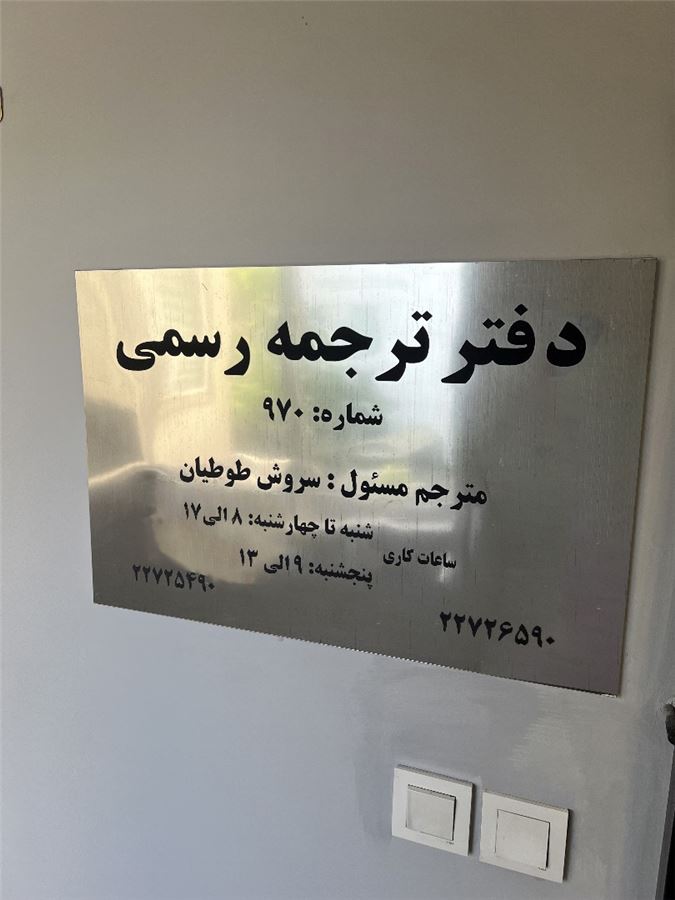 دفتر ترجمه رسمی
شماره: ۹۷۰
مترجم مسئول : سروش طوطیان
ساعات کاری
شنبه تا چهارشنبه: ۸ الی ۱۷
پنجشنبه: ۹ الی ۱۳
۲۲۷۲۶۵۹۰
۲۲۷۲۵۴۹۰